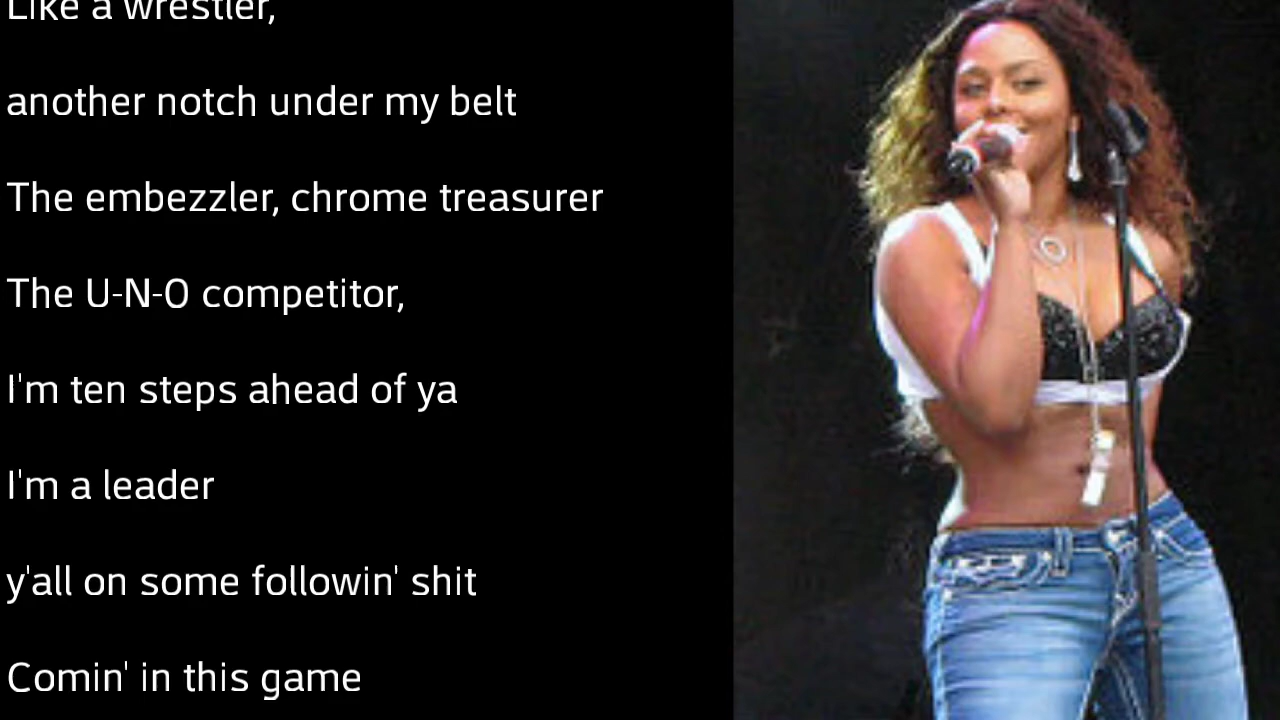 Like a wrestler,
another notch under my belt
The embezzler, chrome treasurer
The U-N-O competitor,
I'm ten steps ahead of ya
I'm a leader
y'all on some followin' shit
Comin' in this game